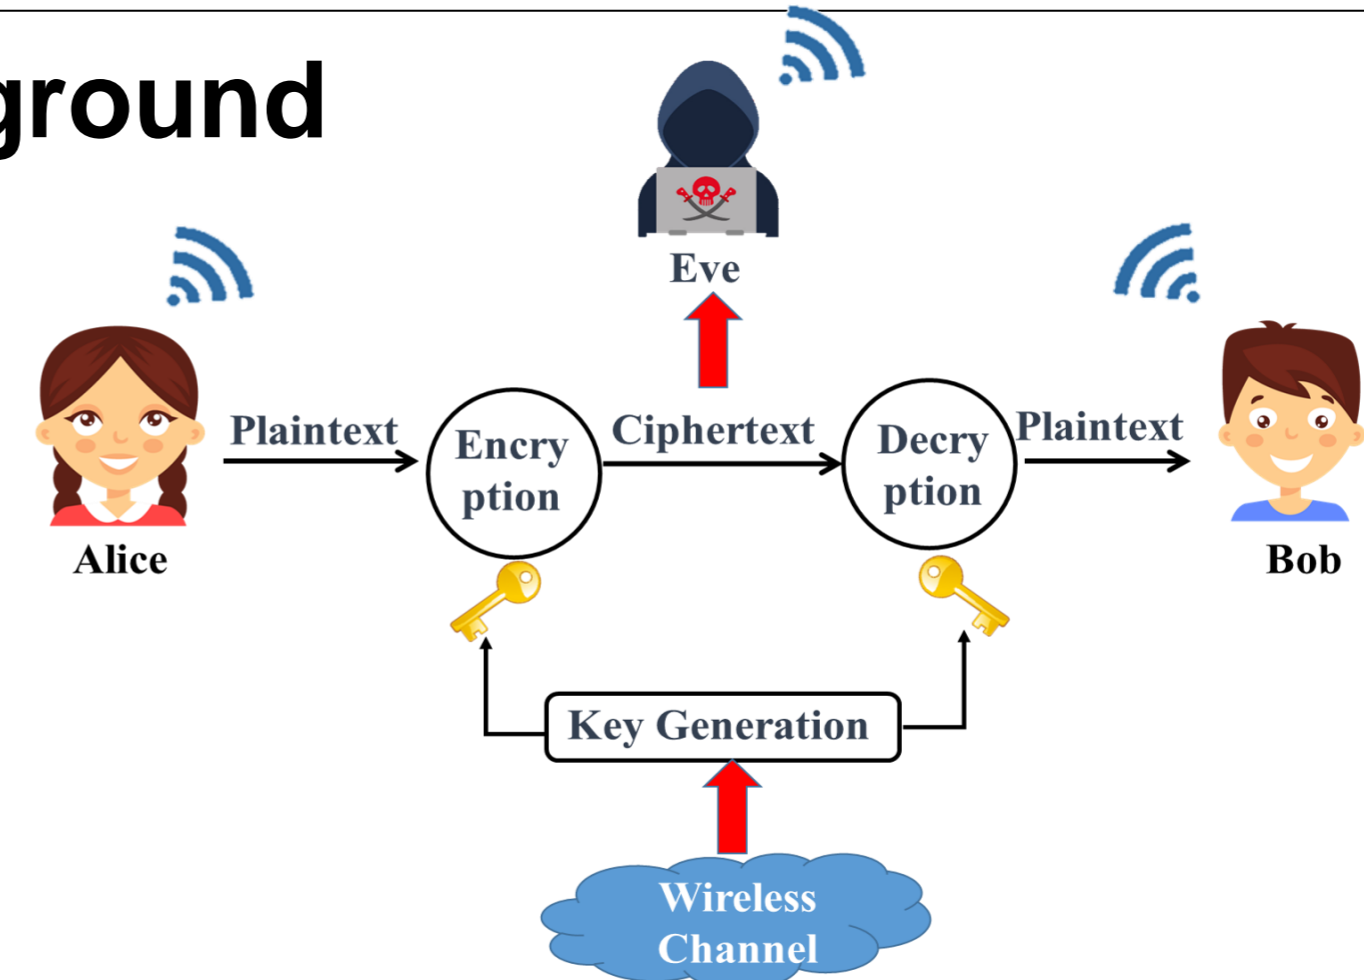 ground
Eve
Plaintext
Encry
ption
Ciphertext
Decry
ption
Plaintext
Alice
Bob
Key Generation
Wireless
Channel